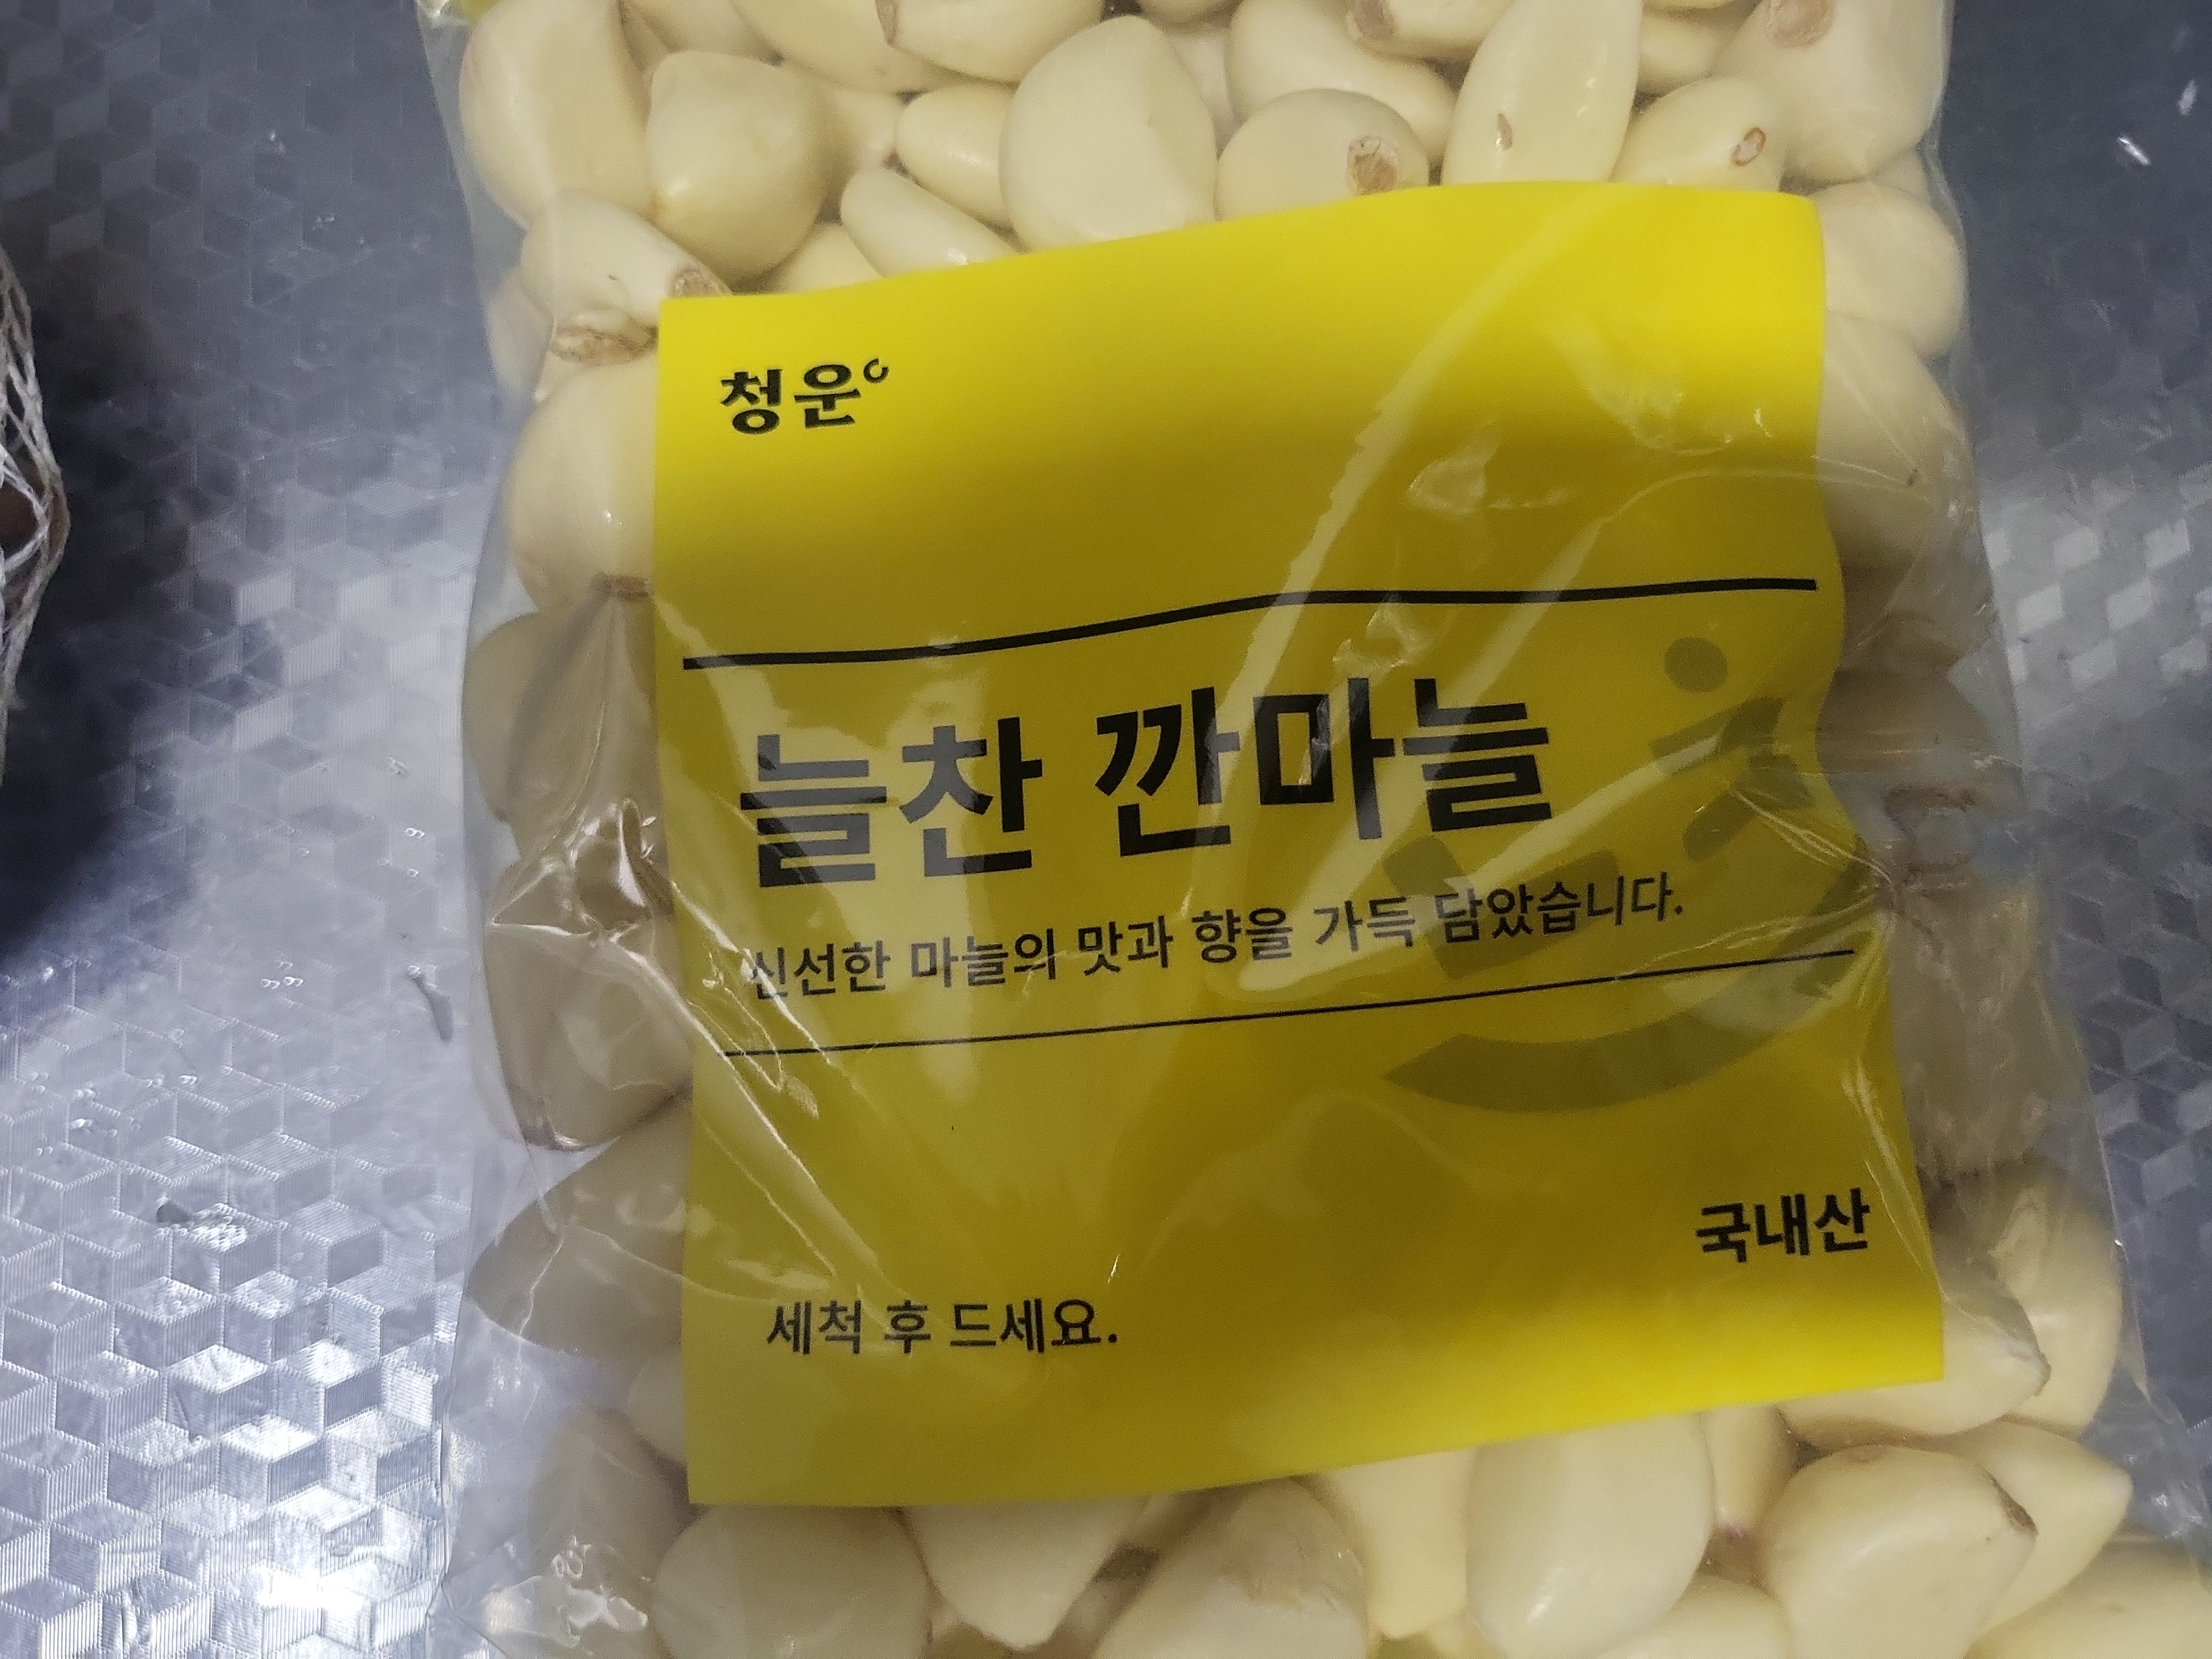 청운
늘찬 깐마늘
신선한 마늘의 맛과 향을 가득 담았습니다.
국내산
세척 후 드세요.